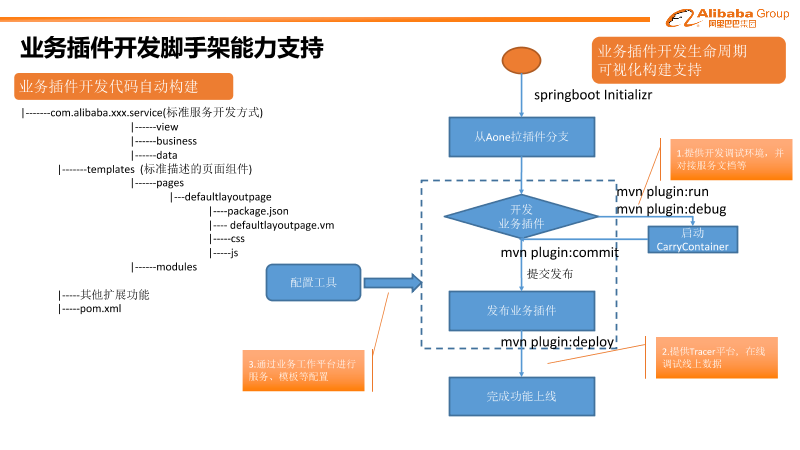 Alibaba Group
阿里巴巴集团
业务插件开发脚手架能力支持
业务插件开发代码自动构建
|-------com.alibaba.xxx.service(标准服务开发方式)
|------view
|------business
|------data
|-------templates (标准描述的页面组件)
|------pages
|---defaultlayoutpage
|----package.json
|---- defaultlayoutpage.vm
|-----css
|-----js
|------modules
|-----其他扩展功能
|-----pom.xml
业务插件开发生命周期
可视化构建支持
springboot Initializr
从Aone拉插件分支
1.提供开发调试环境，并
对接服务文档等
mvn plugin:run
mvn plugin:debug
开发
业务插件
启动
CarryContainer
mvn plugin:commit
提交发布
配置工具
发布业务插件
mvn plugin:deploy
2.提供Tracer平台，在线
调试线上数据
3.通过业务工作平台进行
服务、模板等配置
完成功能上线